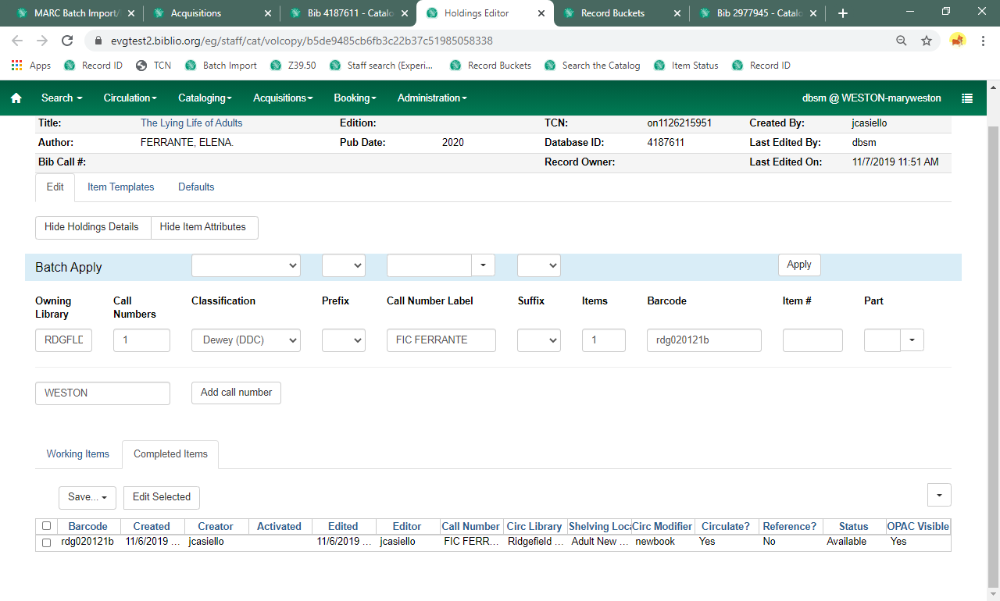 MARC Batch Import/
Acquisitions
Bib 4187611 - Catalo
Holdings Editor
Record Buckets
Bib 2977945 - Catalo
evgtest2.biblio.org/eg/staff/cat/volcopy/b5de9485cb6fb3c22b37c51985058338
Apps Record ID TCN Batch Import Z39.50 Staff search (Experi... Record Buckets Search the Catalog Item Status Record ID
Search Circulation Cataloging Acquisitions Booking Administration dbsm @ WESTON-maryweston
Title: The Lying Life of Adults Edition: TCN: on1126215951 Created By: jcasiello
Author: FERRANTE, ELENA. Pub Date: 2020 Database ID: 4187611 Last Edited By: dbsm
Bib Call #: Record Owner: Last Edited On: 11/7/2019 11:51 AM
Edit Item Templates Defaults
Hide Holdings Details Hide Item Attributes
Batch Apply Apply
Owning Library Call Numbers Classification Prefix Call Number Label Suffix Items Barcode Item # Part
RDGFLD 1 Dewey (DDC) FIC FERRANTE 1 rdg020121b
WESTON Add call number
Working Items Completed Items
Save... Edit Selected
Barcode Created Creator Activated Edited Editor Call Number Circ Library Shelving Loca Circ Modifier Circulate? Reference? Status OPAC Visible
rdg020121b 11/6/2019 ... jcasiello 11/6/2019 ... jcasiello FIC FERR... Ridgefield ... Adult New ... newbook Yes No Available Yes